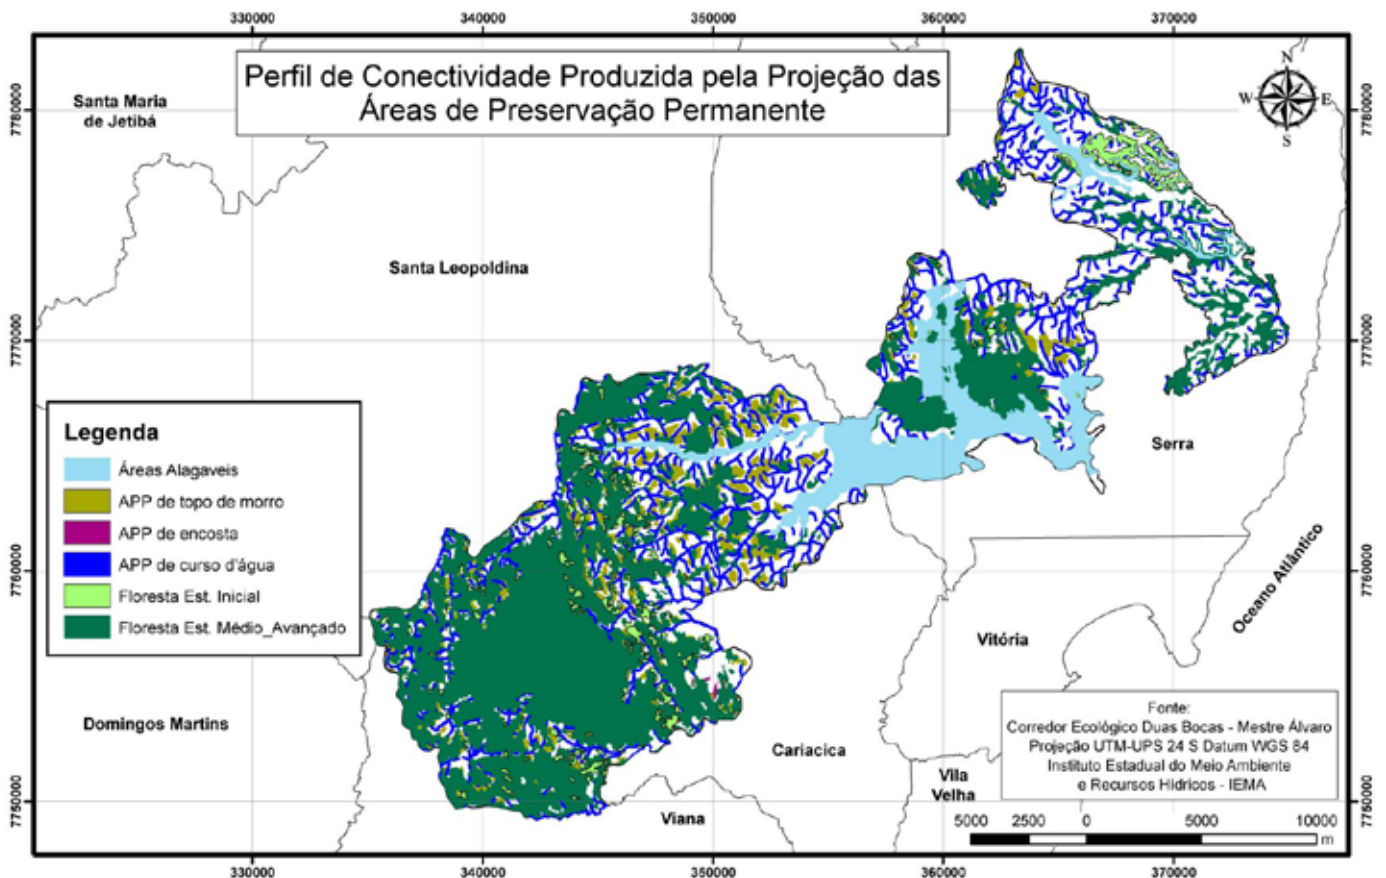 330000 340000 350000 360000 370000
Perfil de Conectividade Produzida pela Projeção das
Áreas de Preservação Permanente
N
W E
S
Santa Maria
de Jetibá
7780000 7780000
Santa Leopoldina
7770000 7770000
Serra
Legenda
Áreas Alagaveis
APP de topo de morro
APP de encosta
APP de curso d'água
Floresta Est. Inicial
Floresta Est. Médio_Avançado
7760000 7760000
Oceano Atlântico
Vitória
Domingos Martins
Cariacica
Vila
Velha
Viana
Fonte:
Corredor Ecológico Duas Bocas - Mestre Álvaro
Projeção UTM-UPS 24 S Datum WGS 84
Instituto Estadual do Meio Ambiente
e Recursos Hídricos - IEMA
7750000 7750000
5000 2500 0 5000 10000
m
330000 340000 350000 360000 370000